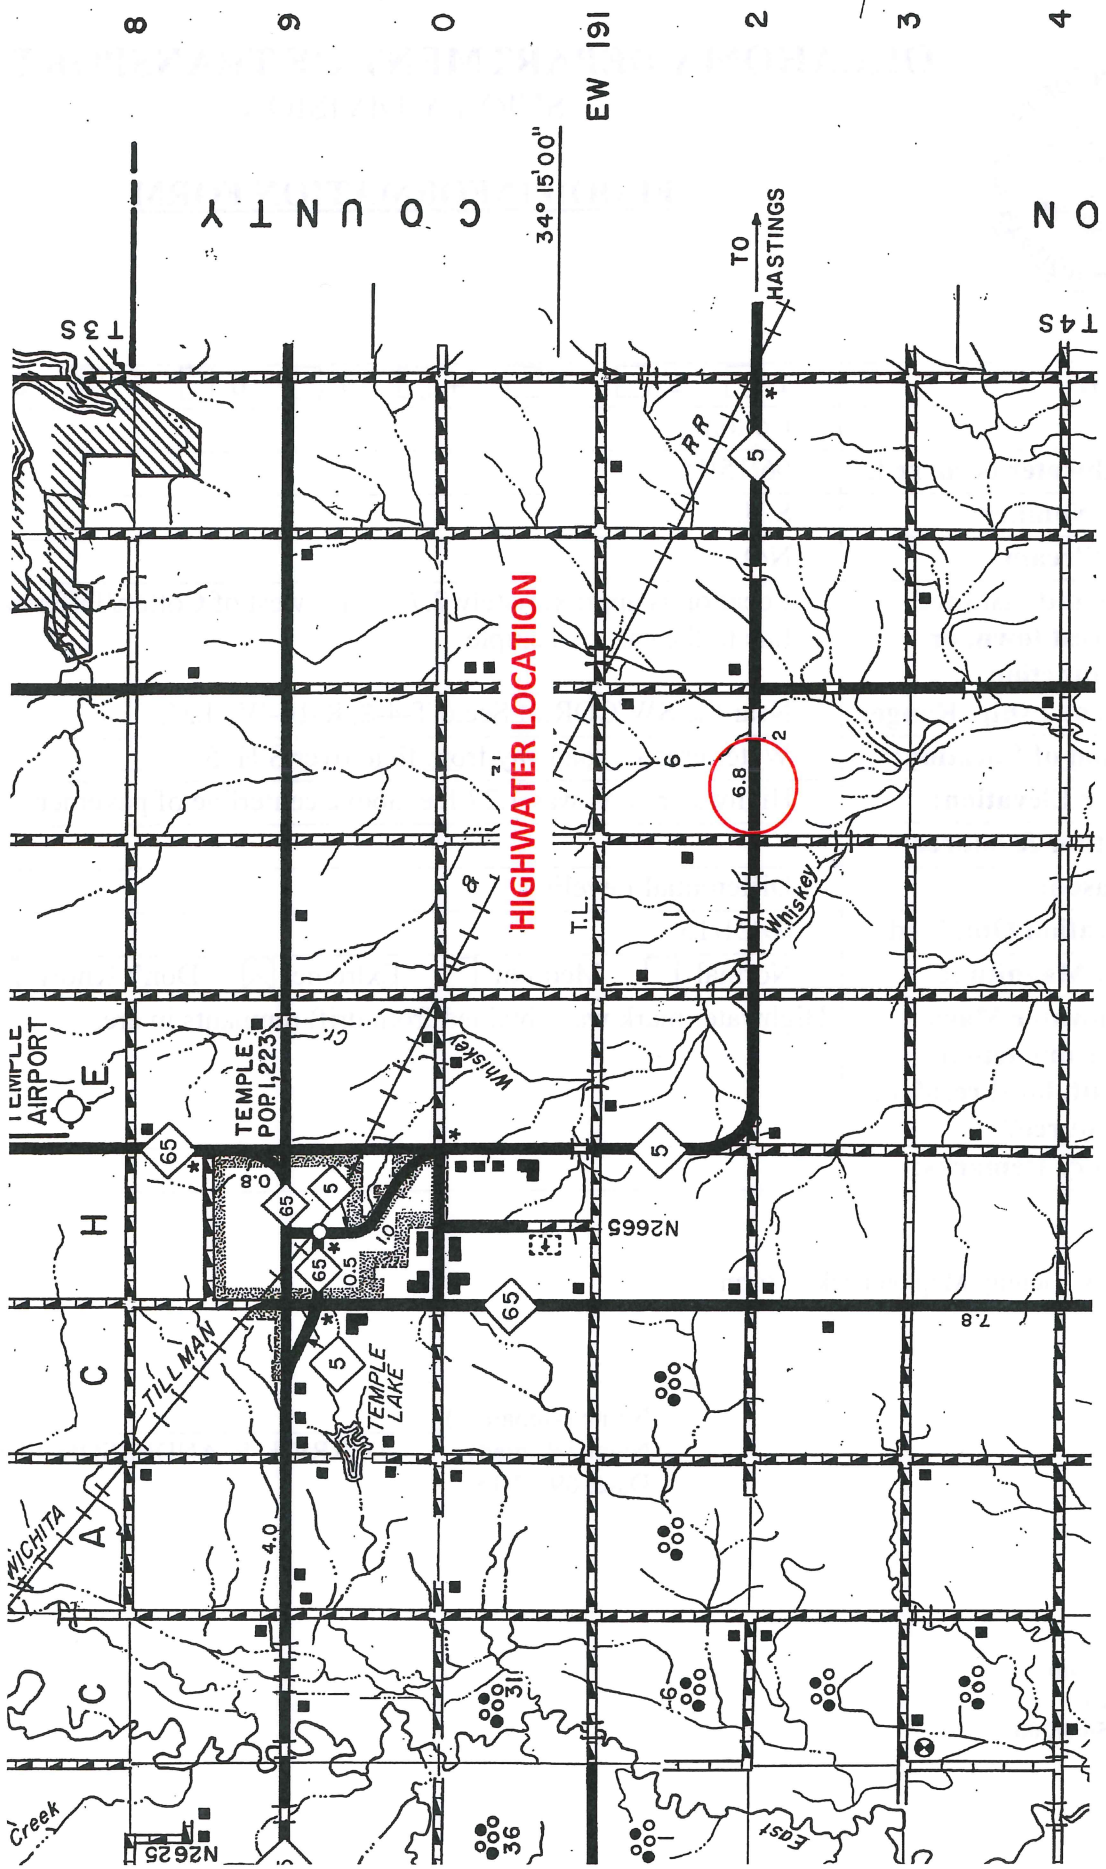 8
9
0
EW 191
2
3
4
COUNTY
ON
34° 15' 00"
T3S
T4S
TO
HASTINGS
5
RR
HIGHWATER LOCATION
6
6.8
2
31
T.L.
&
1
Whiskey
TEMPLE
AIRPORT
E
TEMPLE
POP. 1,223
Cr.
Whiskey
65
0.8
5
65
5
1.0
65
0.5
H
N2665
65
7.8
C
TILLMAN
5
TEMPLE
LAKE
WICHITA
A
4.0
C
31
6
Creek
N2625
36
East